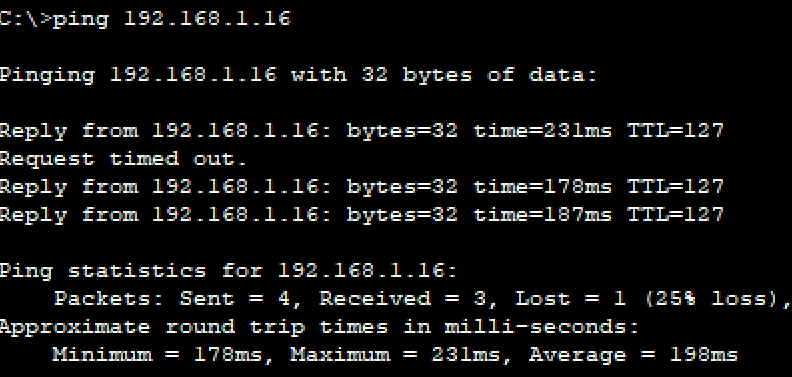 C:\>ping 192.168.1.16
Pinging 192.168.1.16 with 32 bytes of data:
Reply from 192.168.1.16: bytes=32 time=231ms TTL=127
Request timed out.
Reply from 192.168.1.16: bytes=32 time=178ms TTL=127
Reply from 192.168.1.16: bytes=32 time=187ms TTL=127
Ping statistics for 192.168.1.16:
Packets: Sent = 4, Received = 3, Lost = 1 (25% loss),
Approximate round trip times in milli-seconds:
Minimum = 178ms, Maximum = 231ms, Average = 198ms